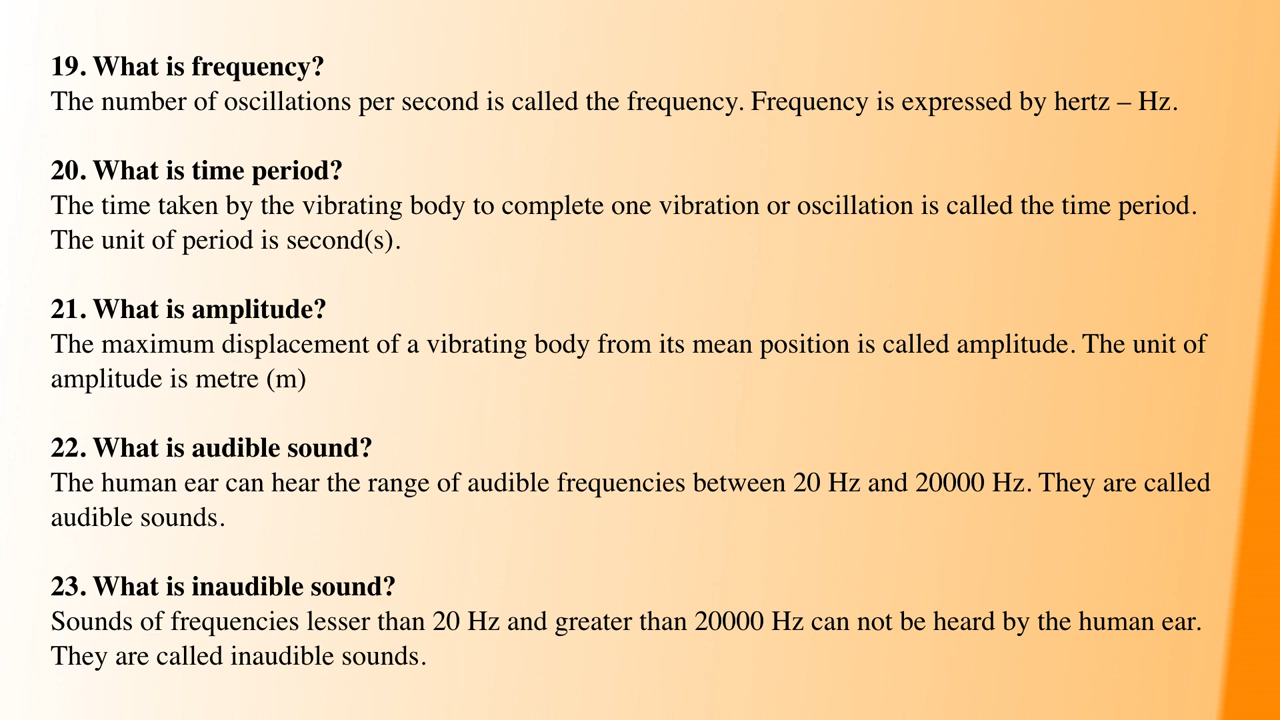 19. What is frequency?
The number of oscillations per second is called the frequency. Frequency is expressed by hertz – Hz.
20. What is time period?
The time taken by the vibrating body to complete one vibration or oscillation is called the time period.
The unit of period is second(s).
21. What is amplitude?
The maximum displacement of a vibrating body from its mean position is called amplitude. The unit of
amplitude is metre (m)
22. What is audible sound?
The human ear can hear the range of audible frequencies between 20 Hz and 20000 Hz. They are called
audible sounds.
23. What is inaudible sound?
Sounds of frequencies lesser than 20 Hz and greater than 20000 Hz can not be heard by the human ear.
They are called inaudible sounds.